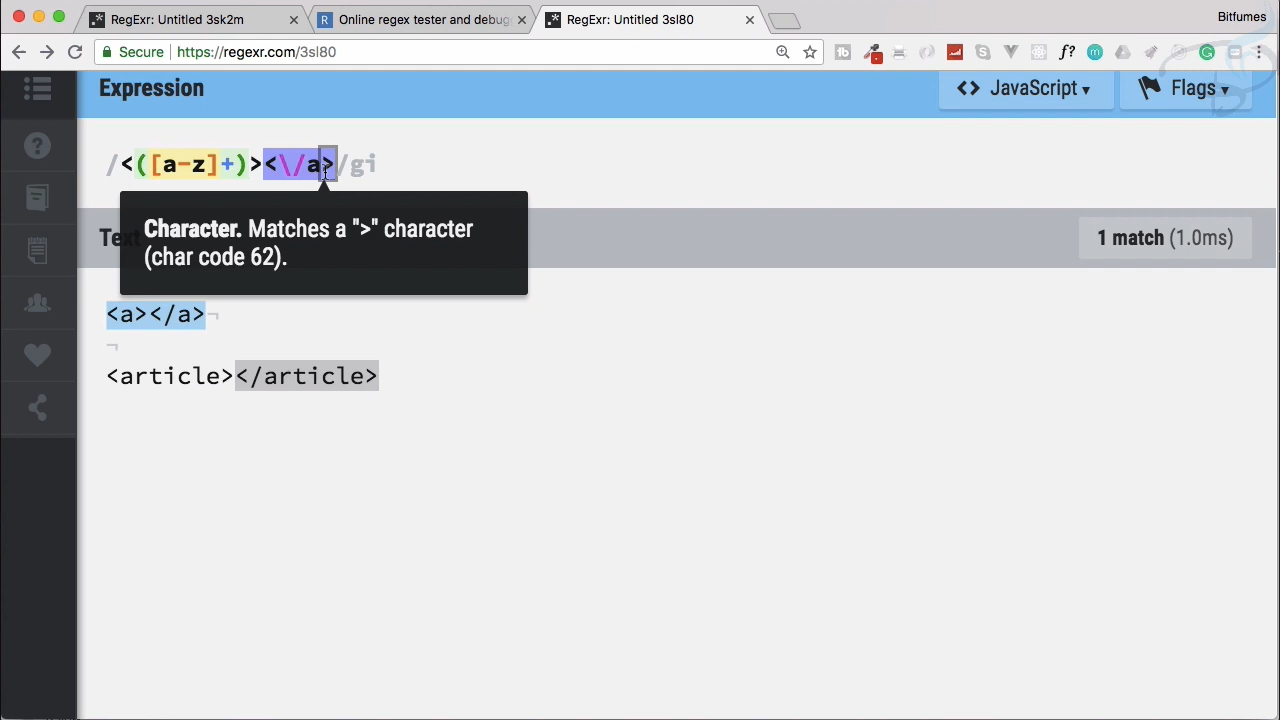 RegExr: Untitled 3sk2m
Online regex tester and debug
RegExr: Untitled 3sl80
Bitfumes
Secure https://regexr.com/3sl80
Expression
<> JavaScript ▾
Flags ▾
/<([a-z]+)><\/a>/gi
Character. Matches a ">" character
(char code 62).
Te
1 match (1.0ms)
<a></a>¬
¬
<article></article>